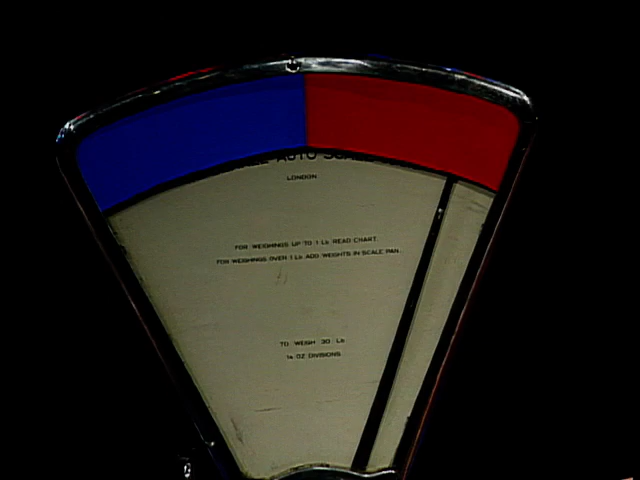 AUTO
LONDON
FOR WEIGHINGS UP TO 1 Lb READ CHART.
FOR WEIGHINGS OVER 1 Lb ADD WEIGHTS IN SCALE PAN.
TO WEIGH 30 Lb
¼ OZ DIVISIONS